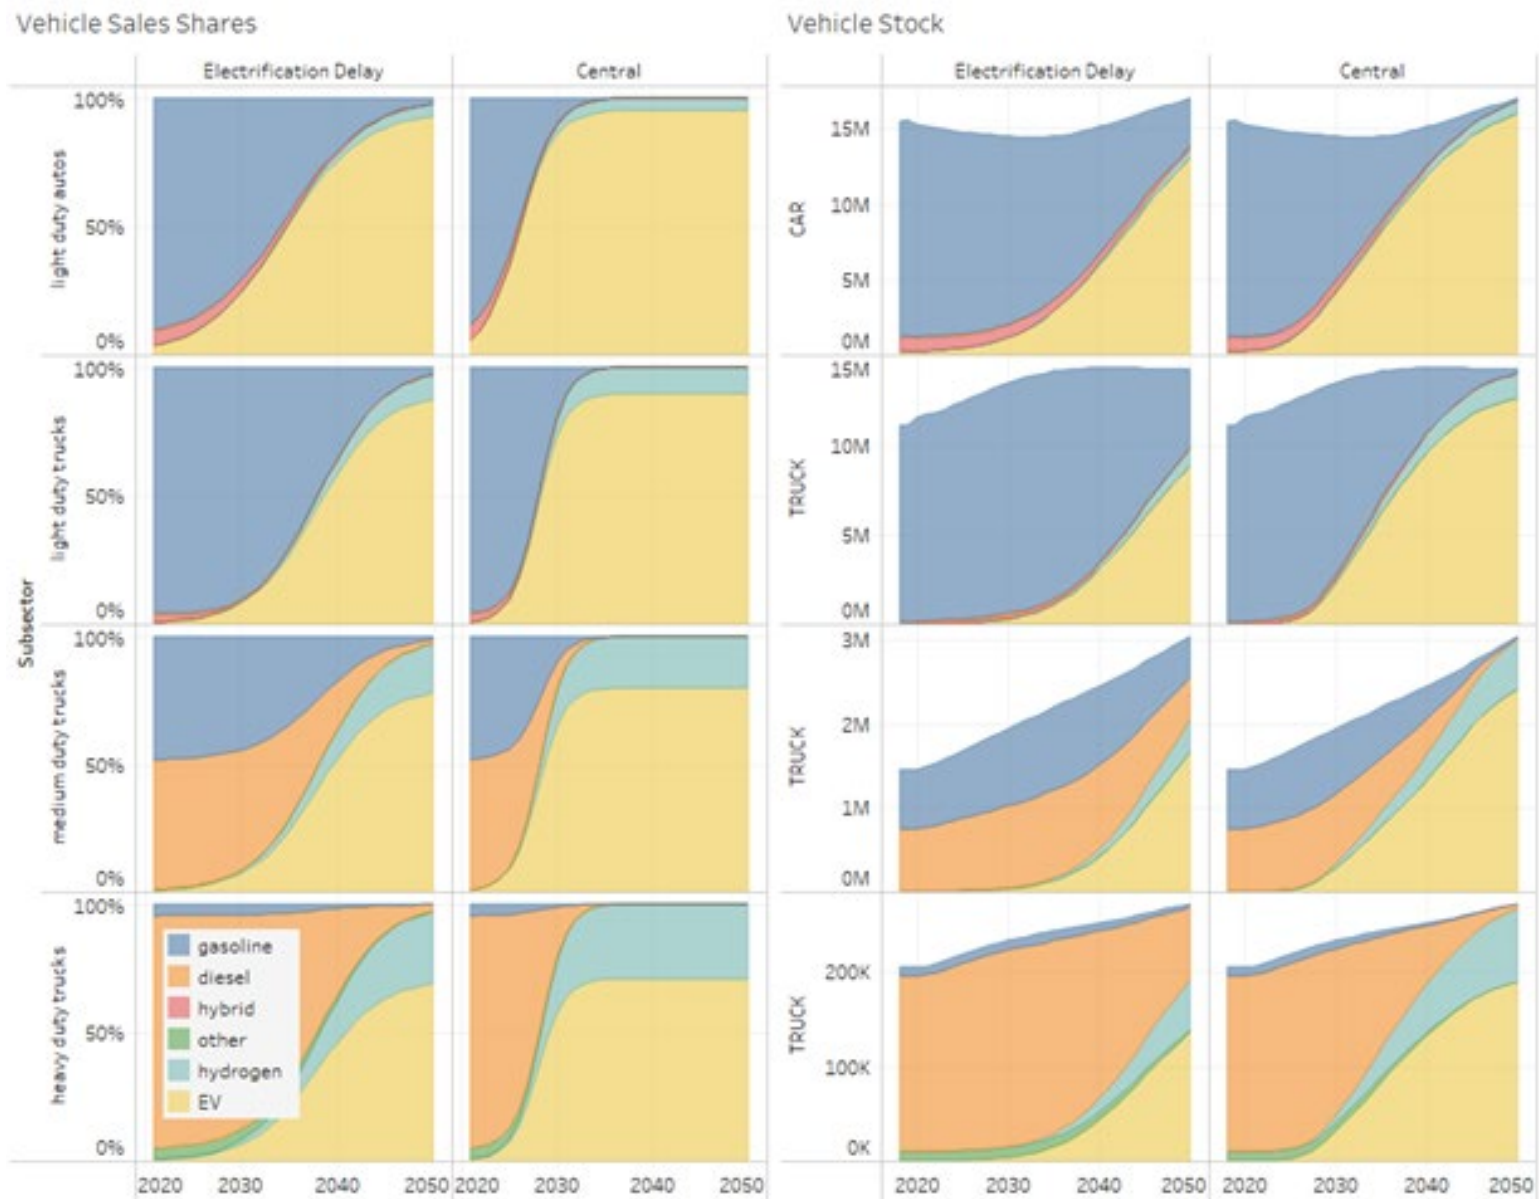 Vehicle Sales Shares
Electrification Delay
Central
Subsector
light duty autos
100%
50%
0%
light duty trucks
100%
50%
0%
medium duty trucks
100%
50%
0%
heavy duty trucks
100%
50%
0%
gasoline
diesel
hybrid
other
hydrogen
EV
2020 2030 2040 2050
2020 2030 2040 2050
Vehicle Stock
Electrification Delay
Central
CAR
15M
10M
5M
0M
TRUCK
15M
10M
5M
0M
TRUCK
3M
2M
1M
0M
TRUCK
200K
100K
0K
2020 2030 2040 2050
2020 2030 2040 2050